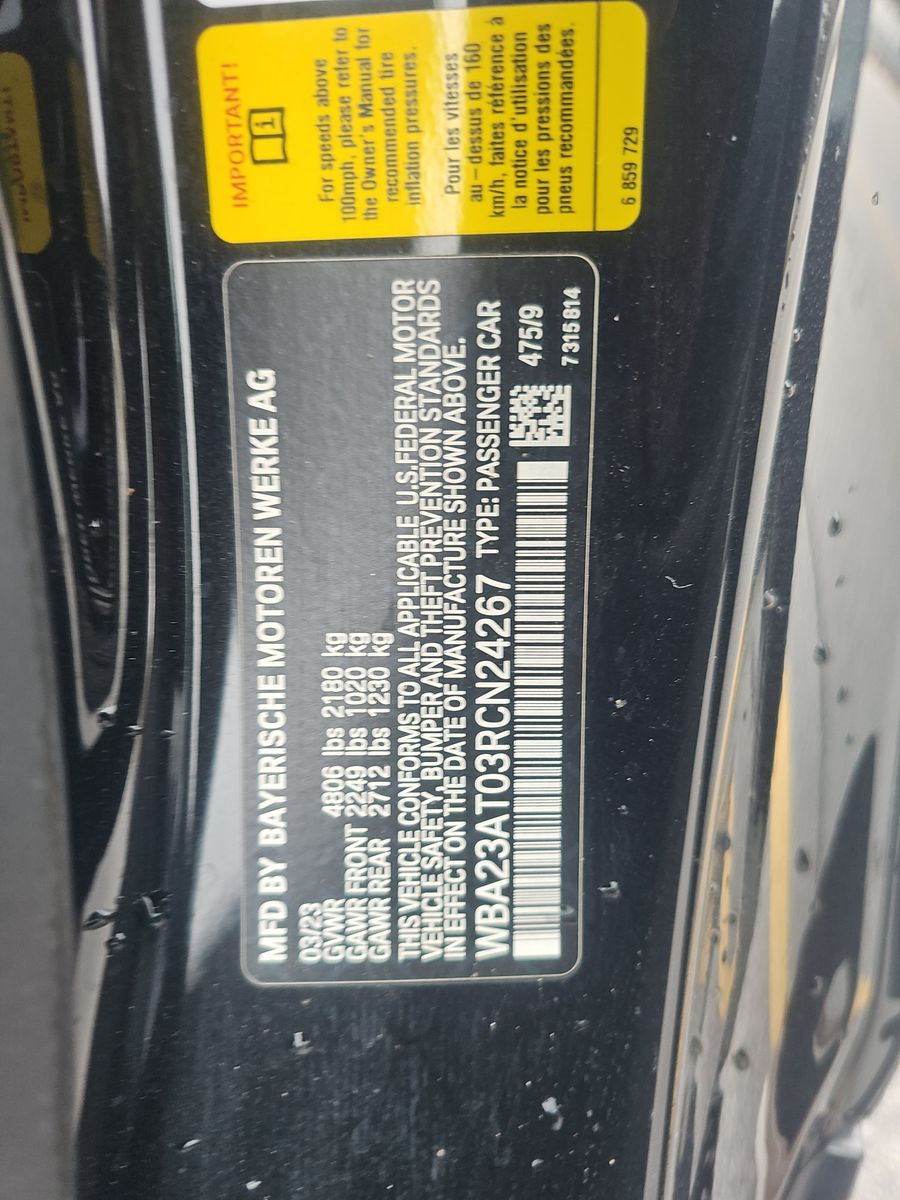 MFD BY BAYERISCHE MOTOREN WERKE AG
03/23
GVWR 4806 lbs 2180 kg
GAWR FRONT 2249 lbs 1020 kg
GAWR REAR 2712 lbs 1230 kg
THIS VEHICLE CONFORMS TO ALL APPLICABLE U.S. FEDERAL MOTOR
VEHICLE SAFETY, BUMPER AND THEFT PREVENTION STANDARDS
IN EFFECT ON THE DATE OF MANUFACTURE SHOWN ABOVE.
WBA23AT03RCN24267 TYPE: PASSENGER CAR
475/9
7 315 814
IMPORTANT!
For speeds above
100mph, please refer to
the Owner's Manual for
recommended tire
inflation pressures.
Pour les vitesses
au-dessus de 160
km/h, faites référence à
la notice d'utilisation
pour les pressions des
pneus recommandées.
6 859 729